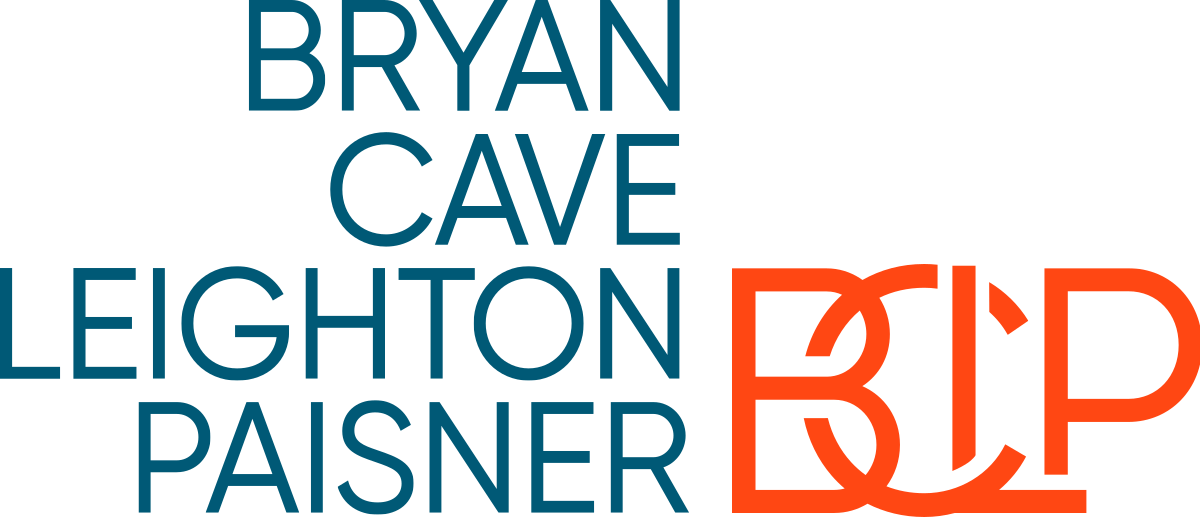 BRYAN
CAVE
LEIGHTON
PAISNER
BCLP